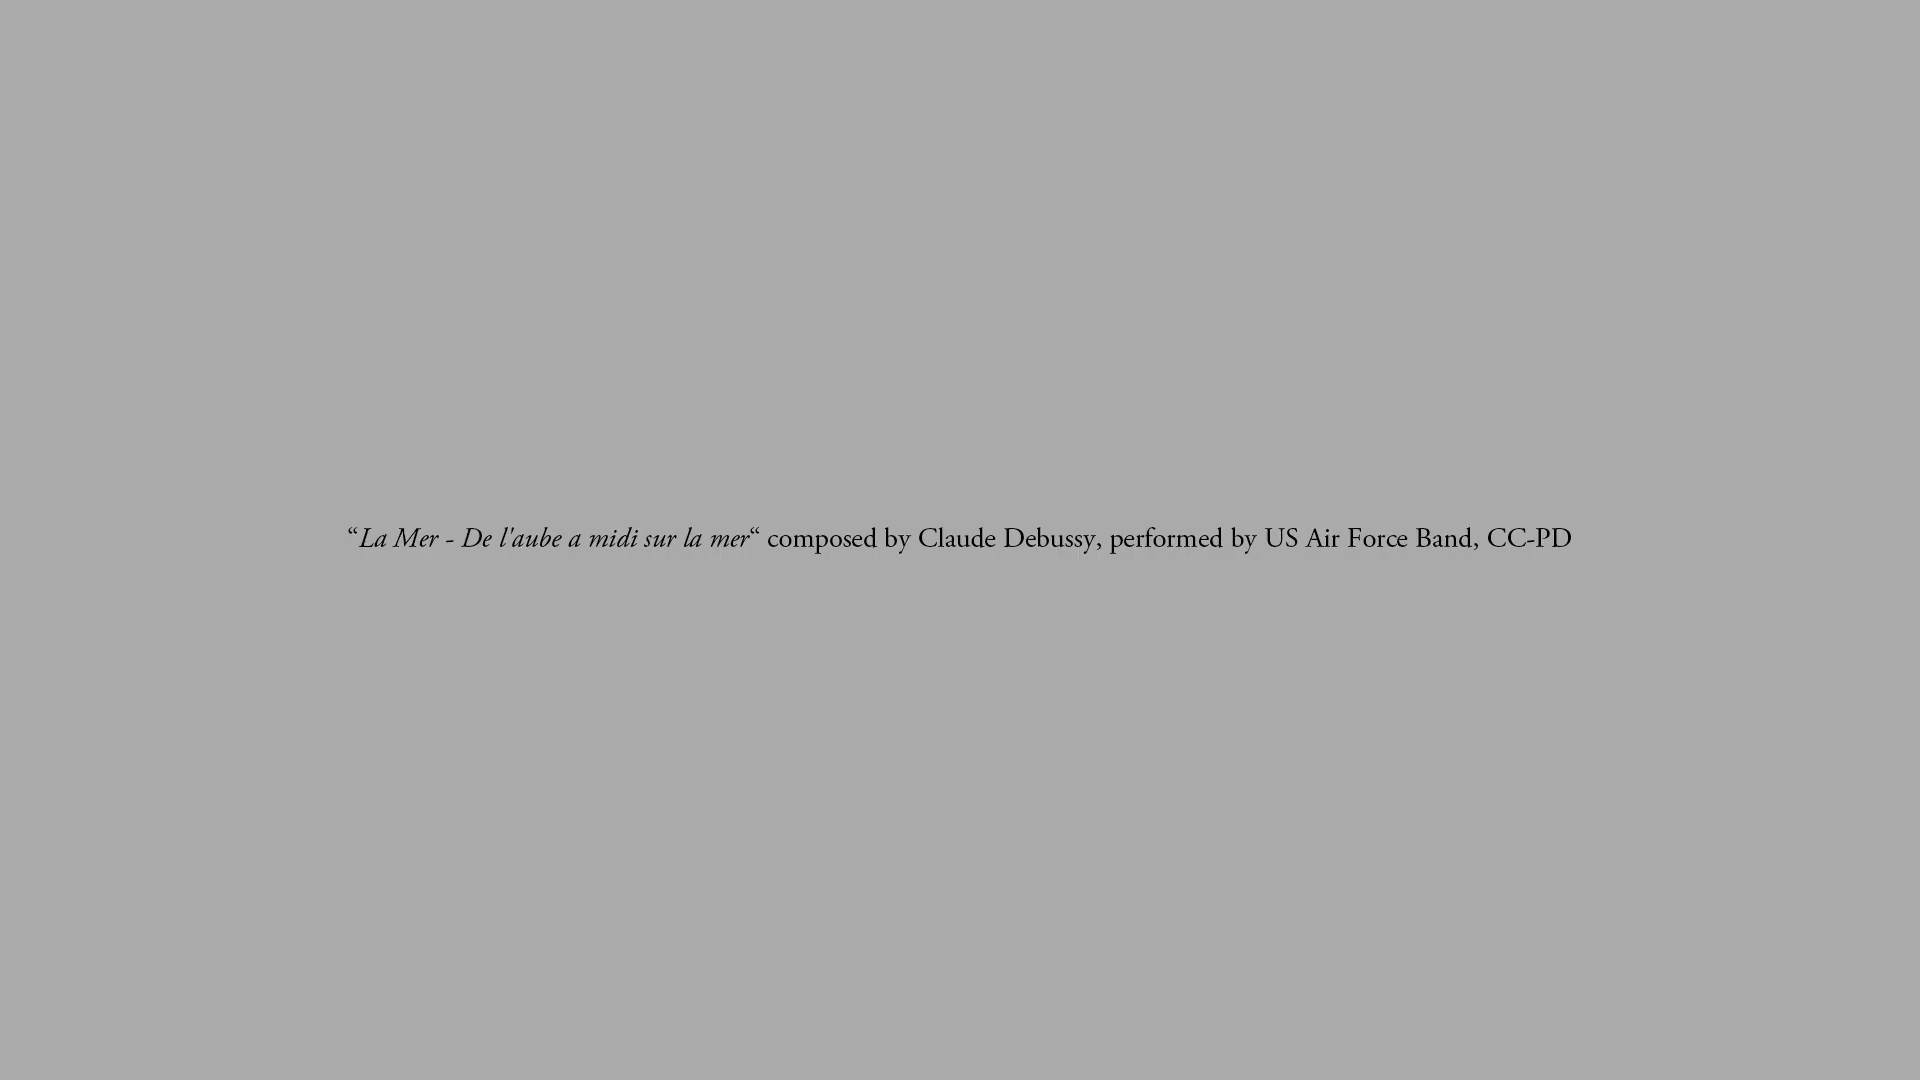 “La Mer - De l'aube a midi sur la mer“ composed by Claude Debussy, performed by US Air Force Band, CC-PD